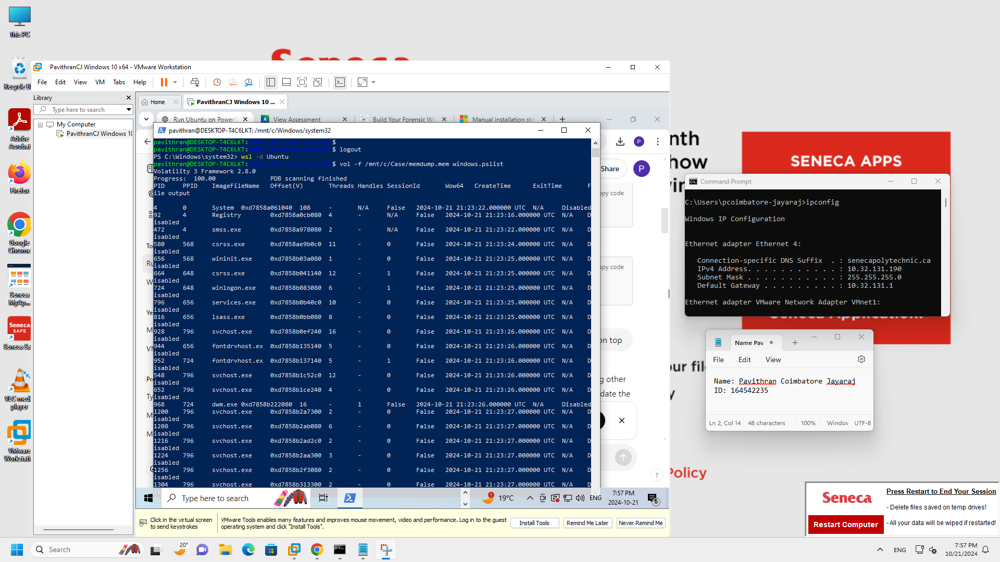 This PC
Seneca
PavithranCJ Windows 10 x64 - VMware Workstation
File Edit View VM Tabs Help
Library
Type here to search
My Computer
PavithranCJ Windows 10
Home
PavithranCJ Windows 10 ...
View Assessment
Build Your Forensic Wo
Manual installation ste
pavithran@DESKTOP-T4C6LKT: /mnt/c/Windows/system32
pavithran@DESKTOP-T4C6LKT:/mnt/c/Windows/system32$
pavithran@DESKTOP-T4C6LKT:/mnt/c/Windows/system32$ logout
PS C:\Windows\system32> wsl -d Ubuntu
pavithran@DESKTOP-T4C6LKT:/mnt/c/Windows/system32$ vol -f /mnt/c/Case/memdump.mem windows.pslist
Volatility 3 Framework 2.8.0
Progress: 100.00 PDB scanning finished
PID PPID ImageFileName Offset(V) Threads Handles SessionId Wow64 CreateTime ExitTime F
ile output
4 0 System 0xd7858a061040 108 - N/A False 2024-10-21 21:23:22.000000 UTC N/A Disabled
92 4 Registry 0xd7858a0cb080 4 - N/A False 2024-10-21 21:23:16.000000 UTC N/A D
isabled
472 4 smss.exe 0xd7858a978080 2 - N/A False 2024-10-21 21:23:22.000000 UTC N/A D
isabled
580 568 csrss.exe 0xd7858ae9b0c0 11 - 0 False 2024-10-21 21:23:24.000000 UTC N/A D
isabled
656 568 wininit.exe 0xd7858b03a080 1 - 0 False 2024-10-21 21:23:25.000000 UTC N/A D
isabled
664 648 csrss.exe 0xd7858b041140 12 - 1 False 2024-10-21 21:23:25.000000 UTC N/A D
isabled
724 648 winlogon.exe 0xd7858b083080 6 - 1 False 2024-10-21 21:23:25.000000 UTC N/A D
isabled
796 656 services.exe 0xd7858b0b40c0 10 - 0 False 2024-10-21 21:23:25.000000 UTC N/A D
isabled
816 656 lsass.exe 0xd7858b0bb080 8 - 0 False 2024-10-21 21:23:25.000000 UTC N/A D
isabled
928 796 svchost.exe 0xd7858b0ef240 16 - 0 False 2024-10-21 21:23:26.000000 UTC N/A D
isabled
944 656 fontdrvhost.ex 0xd7858b135140 5 - 0 False 2024-10-21 21:23:26.000000 UTC N/A D
isabled
952 724 fontdrvhost.ex 0xd7858b137140 5 - 1 False 2024-10-21 21:23:26.000000 UTC N/A D
isabled
548 796 svchost.exe 0xd7858b1c52c0 12 - 0 False 2024-10-21 21:23:26.000000 UTC N/A D
isabled
652 796 svchost.exe 0xd7858b1ce240 4 - 0 False 2024-10-21 21:23:26.000000 UTC N/A D
isabled
968 724 dwm.exe 0xd7858b222080 16 - 1 False 2024-10-21 21:23:26.000000 UTC N/A Disabled
1200 796 svchost.exe 0xd7858b2a7300 2 - 0 False 2024-10-21 21:23:27.000000 UTC N/A D
isabled
1208 796 svchost.exe 0xd7858b2ab080 6 - 0 False 2024-10-21 21:23:27.000000 UTC N/A D
isabled
1216 796 svchost.exe 0xd7858b2ad2c0 2 - 0 False 2024-10-21 21:23:27.000000 UTC N/A D
isabled
1224 796 svchost.exe 0xd7858b2aa300 3 - 0 False 2024-10-21 21:23:27.000000 UTC N/A D
isabled
1256 796 svchost.exe 0xd7858b2f3080 2 - 0 False 2024-10-21 21:23:27.000000 UTC N/A D
isabled
1304 796 svchost.exe 0xd7858b313300 2 - 0 False 2024-10-21 21:23:27.000000 UTC N/A D
P
Share
P
opy code
opy code
on top
g other
date the
?
Type here to search
1
19°C
ENG
7:57 PM
2024-10-21
6
Click in the virtual screen
to send keystrokes
VMware Tools enables many features and improves mouse movement, video and performance. Log in to the guest
operating system and click "Install Tools".
Install Tools
Remind Me Later
Never Remind Me
Adobe
Acrobat
Firefox
Google
Chrome
Seneca
MyAp...
Seneca
SAFE
VLC medi
player
VMware
Workstati
nth
how
SENECA APPS
Command Prompt
C:\Users\pcoimbatore-jayaraj>ipconfig
Windows IP Configuration
Ethernet adapter Ethernet 4:
Connection-specific DNS Suffix . : senecapolytechnic.ca
IPv4 Address. . . . . . . . . . . : 10.32.131.190
Subnet Mask . . . . . . . . . . . : 255.255.255.0
Default Gateway . . . . . . . . . : 10.32.131.1
Ethernet adapter VMware Network Adapter VMnet1:
Name Pav
File Edit View
Name: Pavithran Coimbatore Jayaraj
ID: 164542235
Ln 2, Col 14 48 characters 100% Window UTF-8
Policy
Seneca
Restart Computer
Press Restart to End Your Session
- Delete files saved on temp drives!
- All your data will be wiped if restarted!
Search
20°
ENG
7:57 PM
10/21/2024